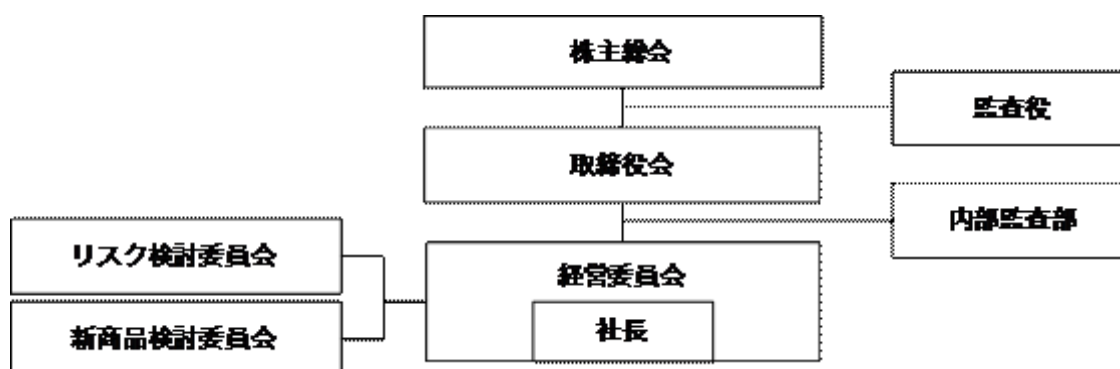 株主総会
監査役
取締役会
内部監査部
リスク検討委員会
経営委員会
新商品検討委員会
社長